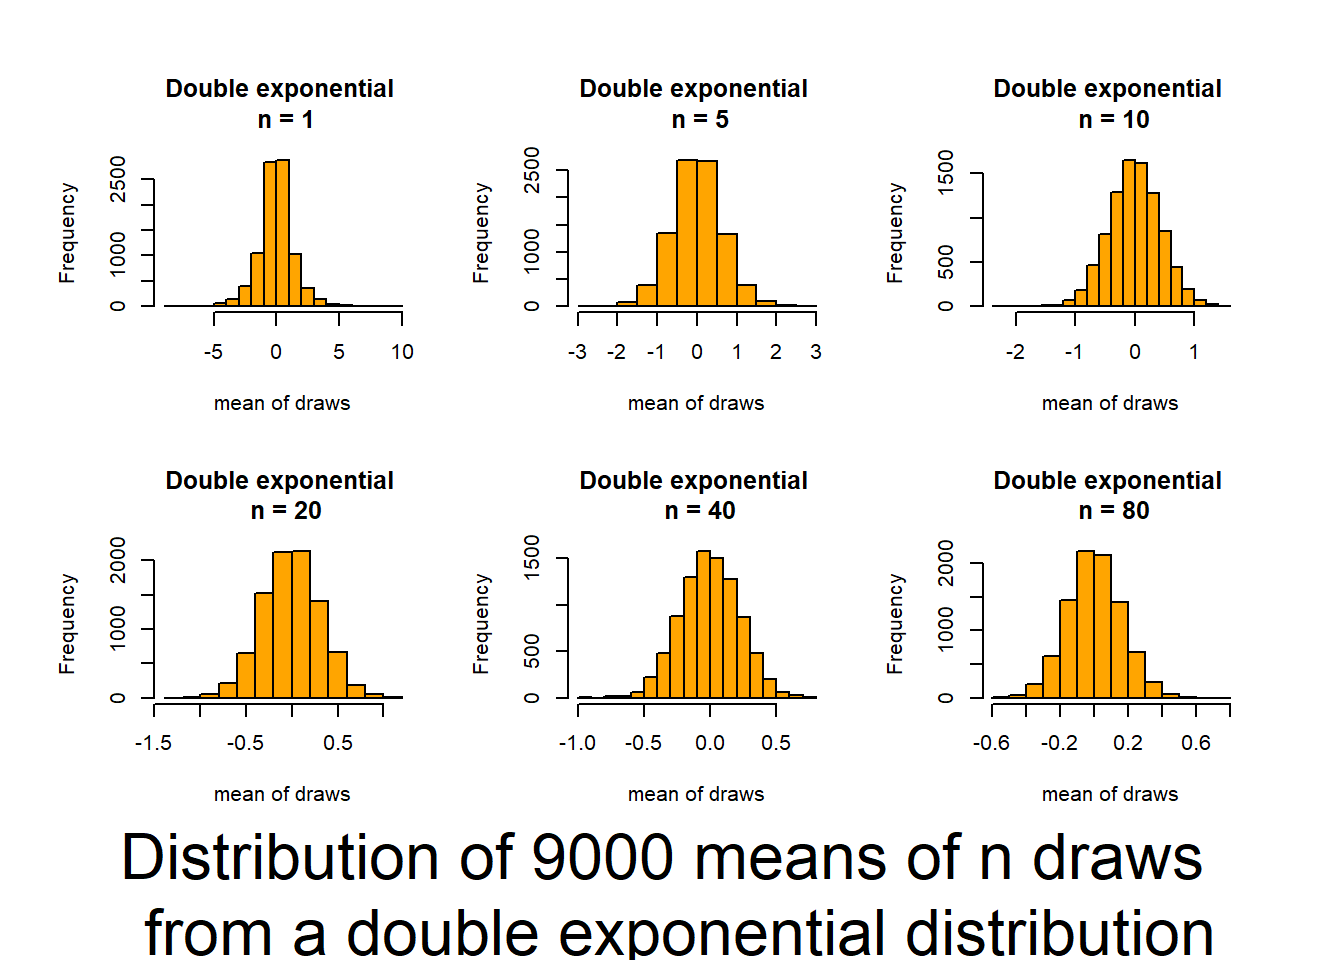 Double exponential
n = 1
Frequency
0
1000
2500
-5
0
5
10
mean of draws
Double exponential
n = 5
Frequency
0
1000
2500
-3
-2
-1
0
1
2
3
mean of draws
Double exponential
n = 10
Frequency
0
500
1500
-2
-1
0
1
mean of draws
Double exponential
n = 20
Frequency
0
1000
2000
-1.5
-0.5
0.5
mean of draws
Double exponential
n = 40
Frequency
0
500
1500
-1.0
-0.5
0.0
0.5
mean of draws
Double exponential
n = 80
Frequency
0
1000
2000
-0.6
-0.2
0.2
0.6
mean of draws
Distribution of 9000 means of n draws
from a double exponential distribution